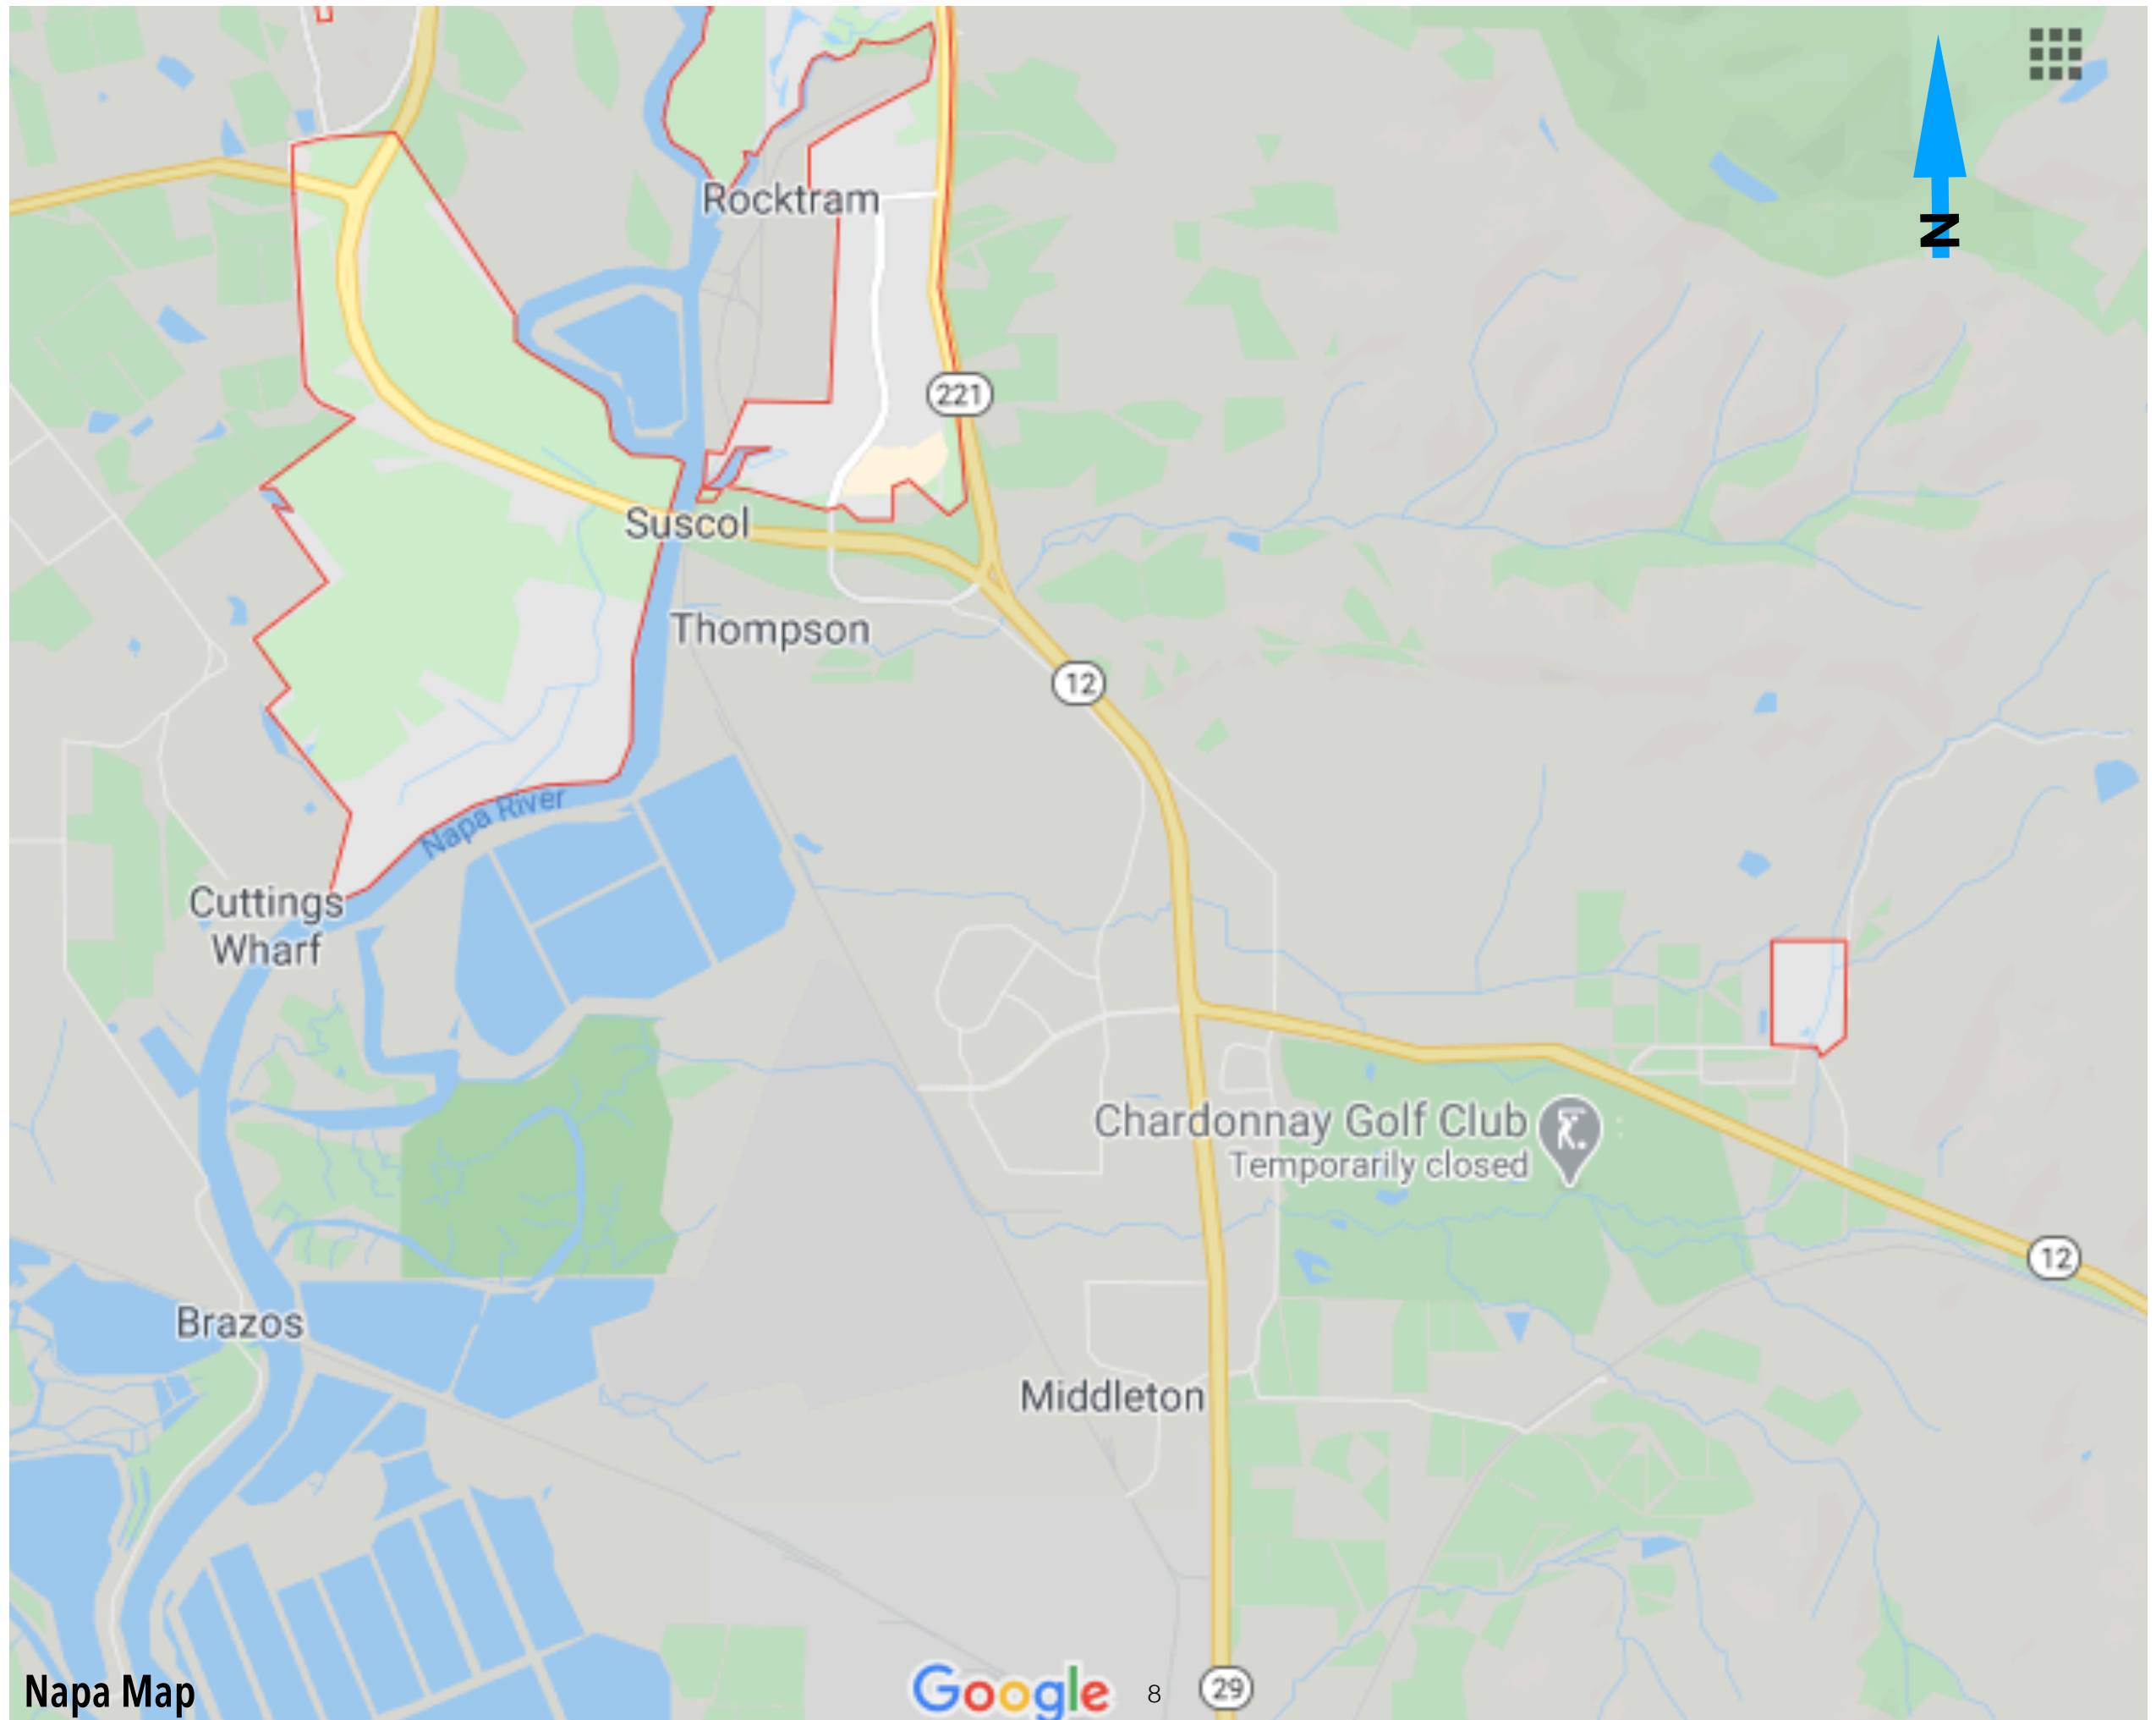 N
Rocktram
221
Suscol
Thompson
12
Napa River
Cuttings
Wharf
Chardonnay Golf Club
Temporarily closed
12
Brazos
Middleton
Napa Map
Google
8
29